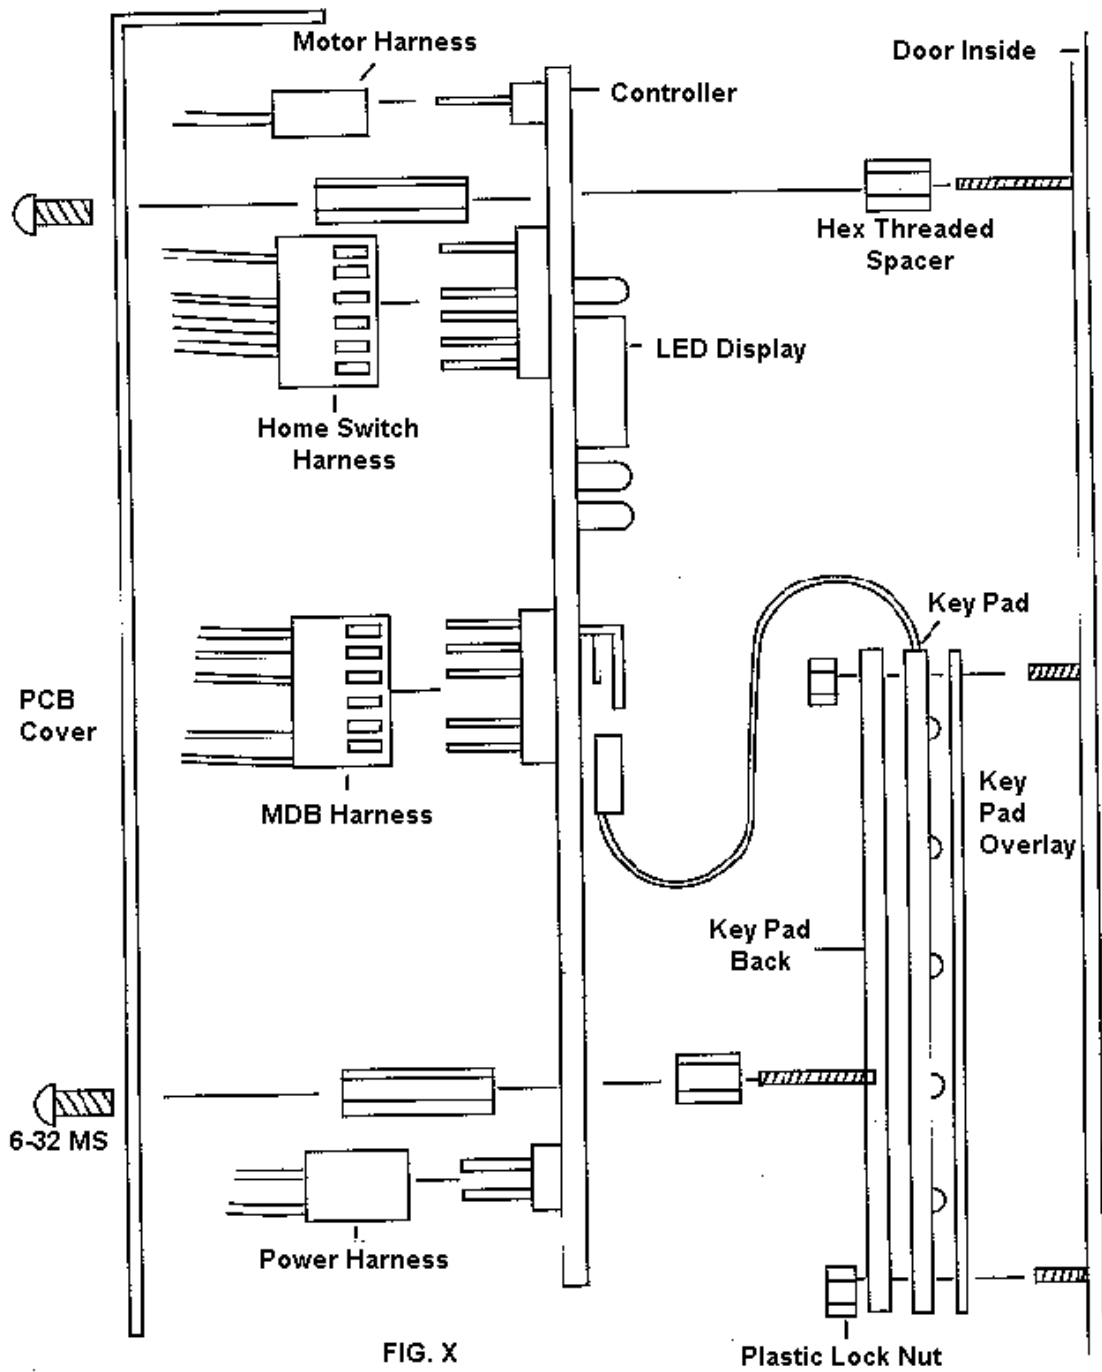 Motor Harness
Door Inside
Controller
Hex Threaded
Spacer
LED Display
Home Switch
Harness
Key Pad
PCB
Cover
MDB Harness
Key
Pad
Overlay
Key Pad
Back
6-32 MS
Power Harness
FIG. X
Plastic Lock Nut